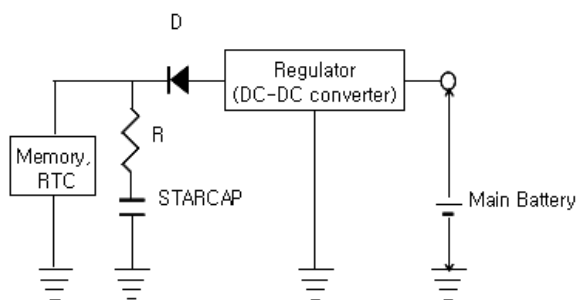 D
Regulator
(DC-DC converter)
R
Memory,
RTC
STARCAP
Main Battery